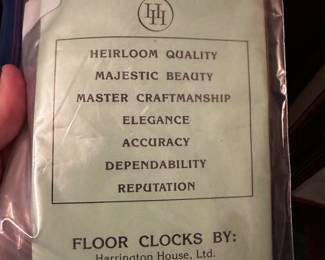 HH
HEIRLOOM QUALITY
MAJESTIC BEAUTY
MASTER CRAFTMANSHIP
ELEGANCE
ACCURACY
DEPENDABILITY
REPUTATION
FLOOR CLOCKS BY:
Harrington House, Ltd.